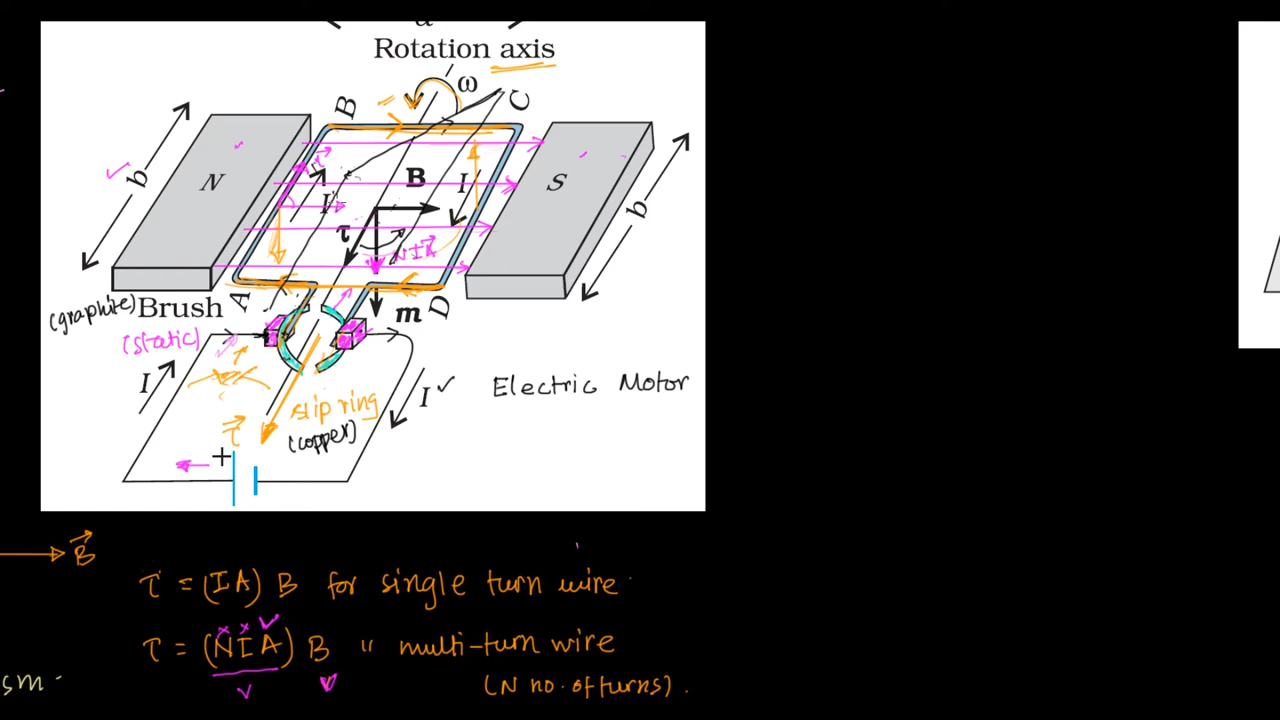 a
Rotation axis
ω
B
C
b
N
I
B
I
S
b
τ
NIA
A
D
m
(graphite) Brush
(static)
I
I ✓
Electric Motor
slip ring
(copper)
τ
+
B
τ = (IA) B for single turn wire
τ = (NIA) B " multi-turn wire
(N no. of turns).
sm.